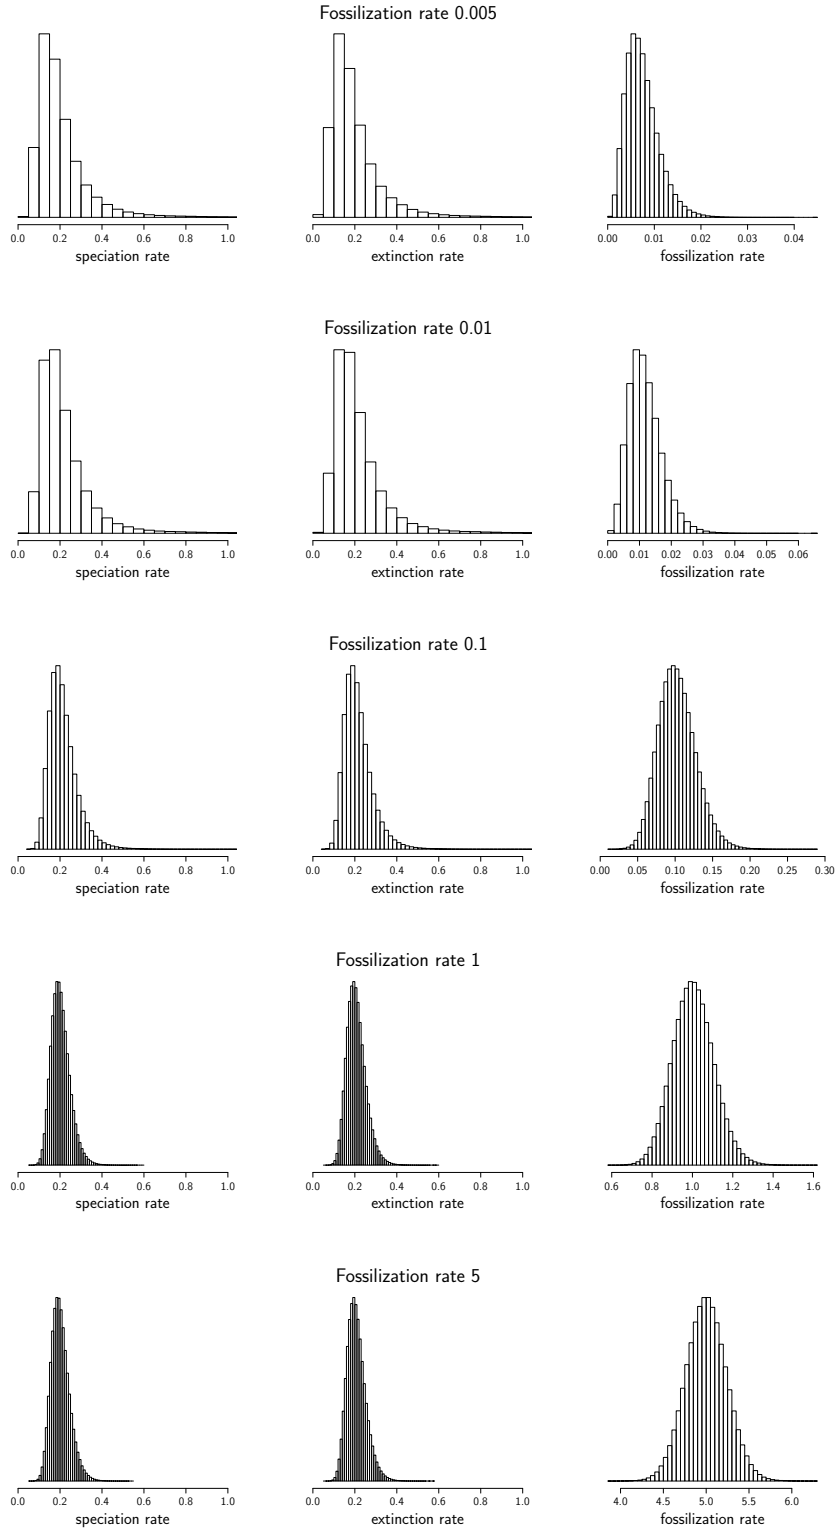 Fossilization rate 0.005
0.0 0.2 0.4 0.6 0.8 1.0 0.0 0.2 0.4 0.6 0.8 1.0 0.00 0.01 0.02 0.03 0.04
speciation rate extinction rate fossilization rate
Fossilization rate 0.01
0.0 0.2 0.4 0.6 0.8 1.0 0.0 0.2 0.4 0.6 0.8 1.0 0.00 0.01 0.02 0.03 0.04 0.05 0.06
speciation rate extinction rate fossilization rate
Fossilization rate 0.1
0.0 0.2 0.4 0.6 0.8 1.0 0.0 0.2 0.4 0.6 0.8 1.0 0.00 0.05 0.10 0.15 0.20 0.25 0.30
speciation rate extinction rate fossilization rate
Fossilization rate 1
0.0 0.2 0.4 0.6 0.8 1.0 0.0 0.2 0.4 0.6 0.8 1.0 0.6 0.8 1.0 1.2 1.4 1.6
speciation rate extinction rate fossilization rate
Fossilization rate 5
0.0 0.2 0.4 0.6 0.8 1.0 0.0 0.2 0.4 0.6 0.8 1.0 4.0 4.5 5.0 5.5 6.0
speciation rate extinction rate fossilization rate